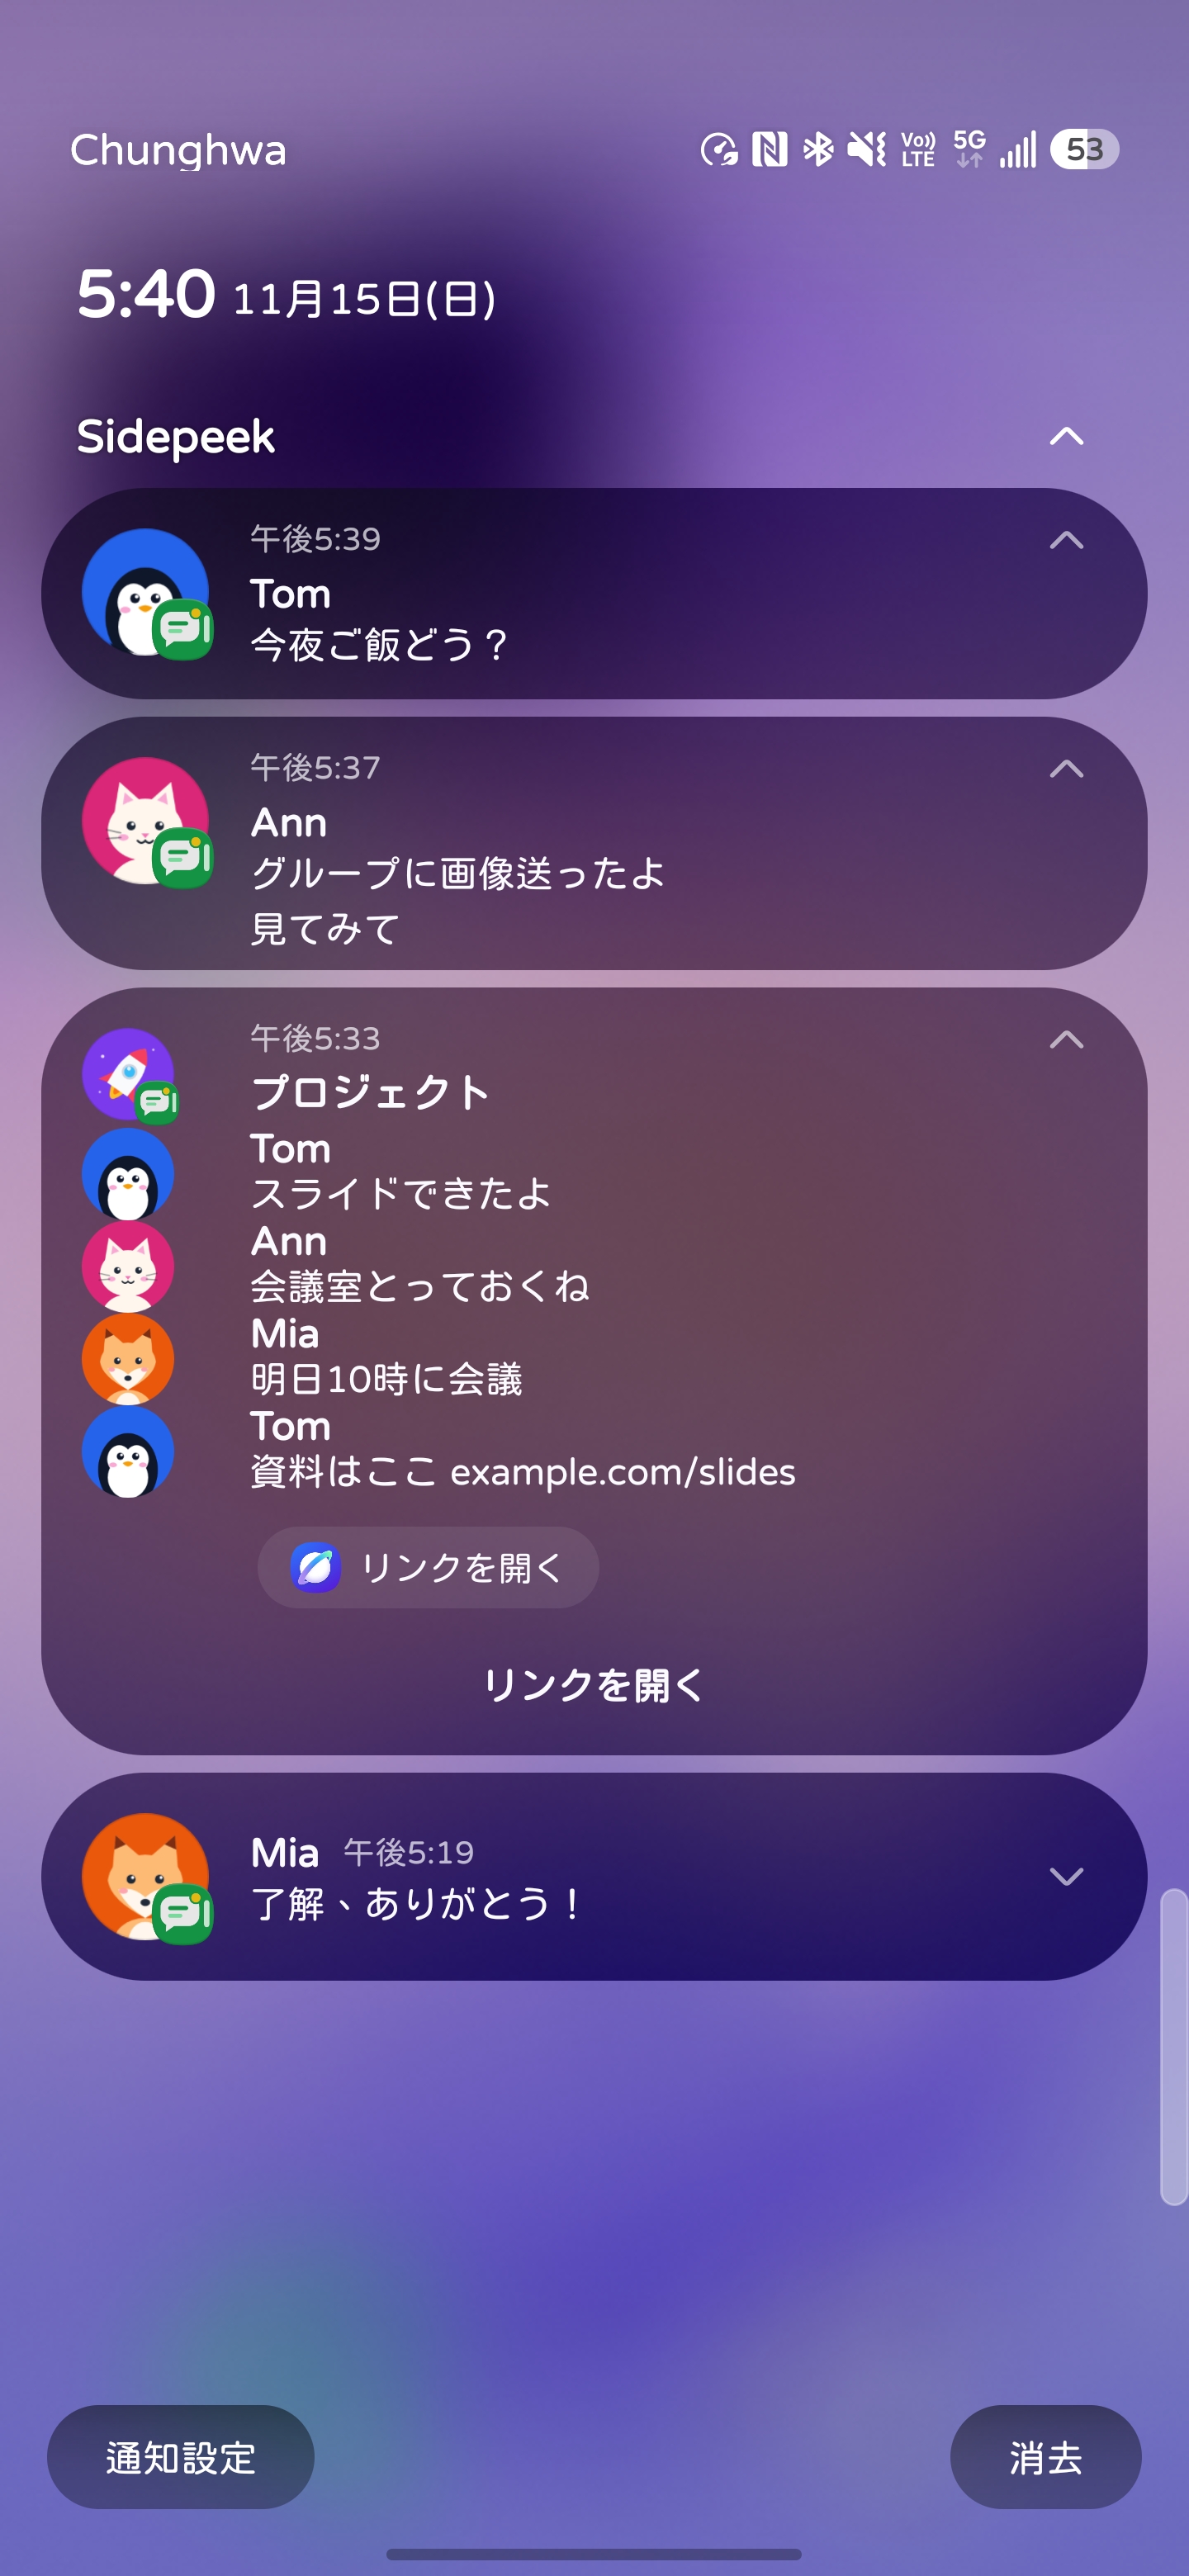 Chunghwa
Vo)) LTE 5G 53
5:40 11月15日(日)
Sidepeek
午後5:39
Tom
今夜ご飯どう？
午後5:37
Ann
グループに画像送ったよ
見てみて
午後5:33
プロジェクト
Tom
スライドできたよ
Ann
会議室とっておくね
Mia
明日10時に会議
Tom
資料はここ example.com/slides
リンクを開く
リンクを開く
Mia 午後5:19
了解、ありがとう！
通知設定
消去